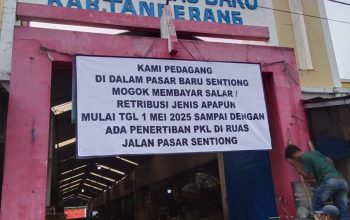 BARU
KAB.TANGERANG
KAMI PEDAGANG
DI DALAM PASAR BARU SENTIONG
MOGOK MEMBAYAR SALAR /
RETRIBUSI JENIS APAPUN
MULAI TGL 1 MEI 2025 SAMPAI DENGAN
ADA PENERTIBAN PKL DI RUAS
JALAN PASAR SENTIONG